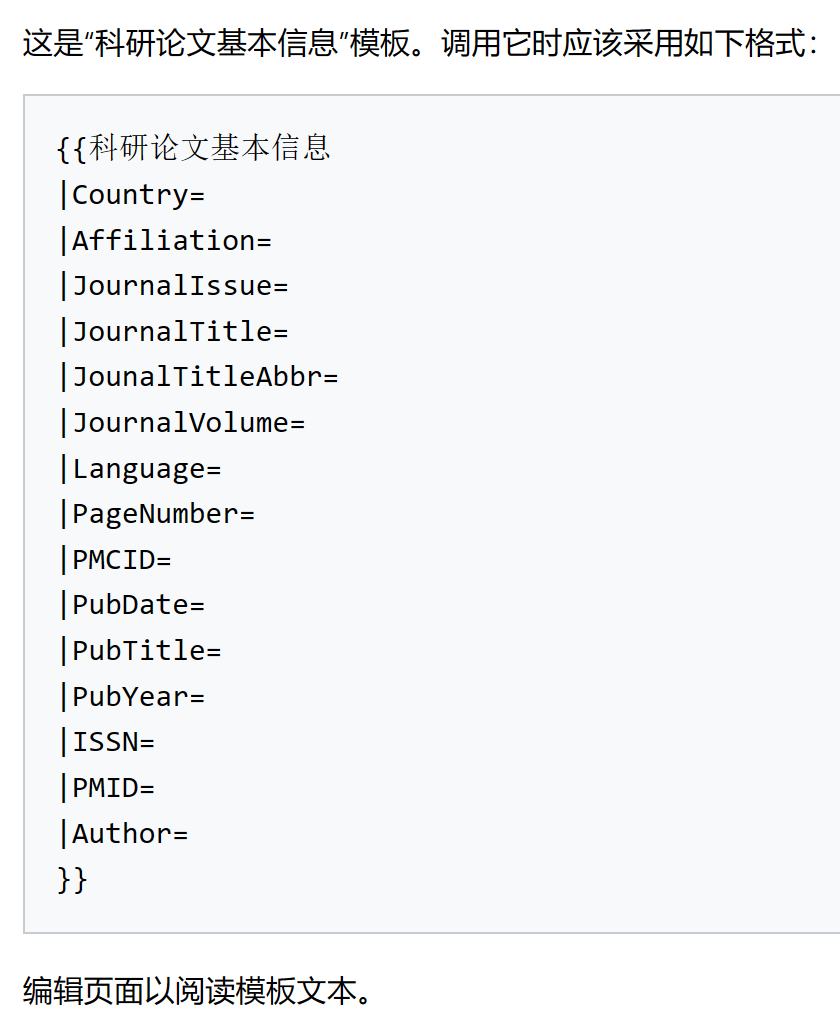 这是“科研论文基本信息”模板。调用它时应该采用如下格式：
{{科研论文基本信息
|Country=
|Affiliation=
|JournalIssue=
|JournalTitle=
|JounalTitleAbbr=
|JournalVolume=
|Language=
|PageNumber=
|PMCID=
|PubDate=
|PubTitle=
|PubYear=
|ISSN=
|PMID=
|Author=
}}
编辑页面以阅读模板文本。